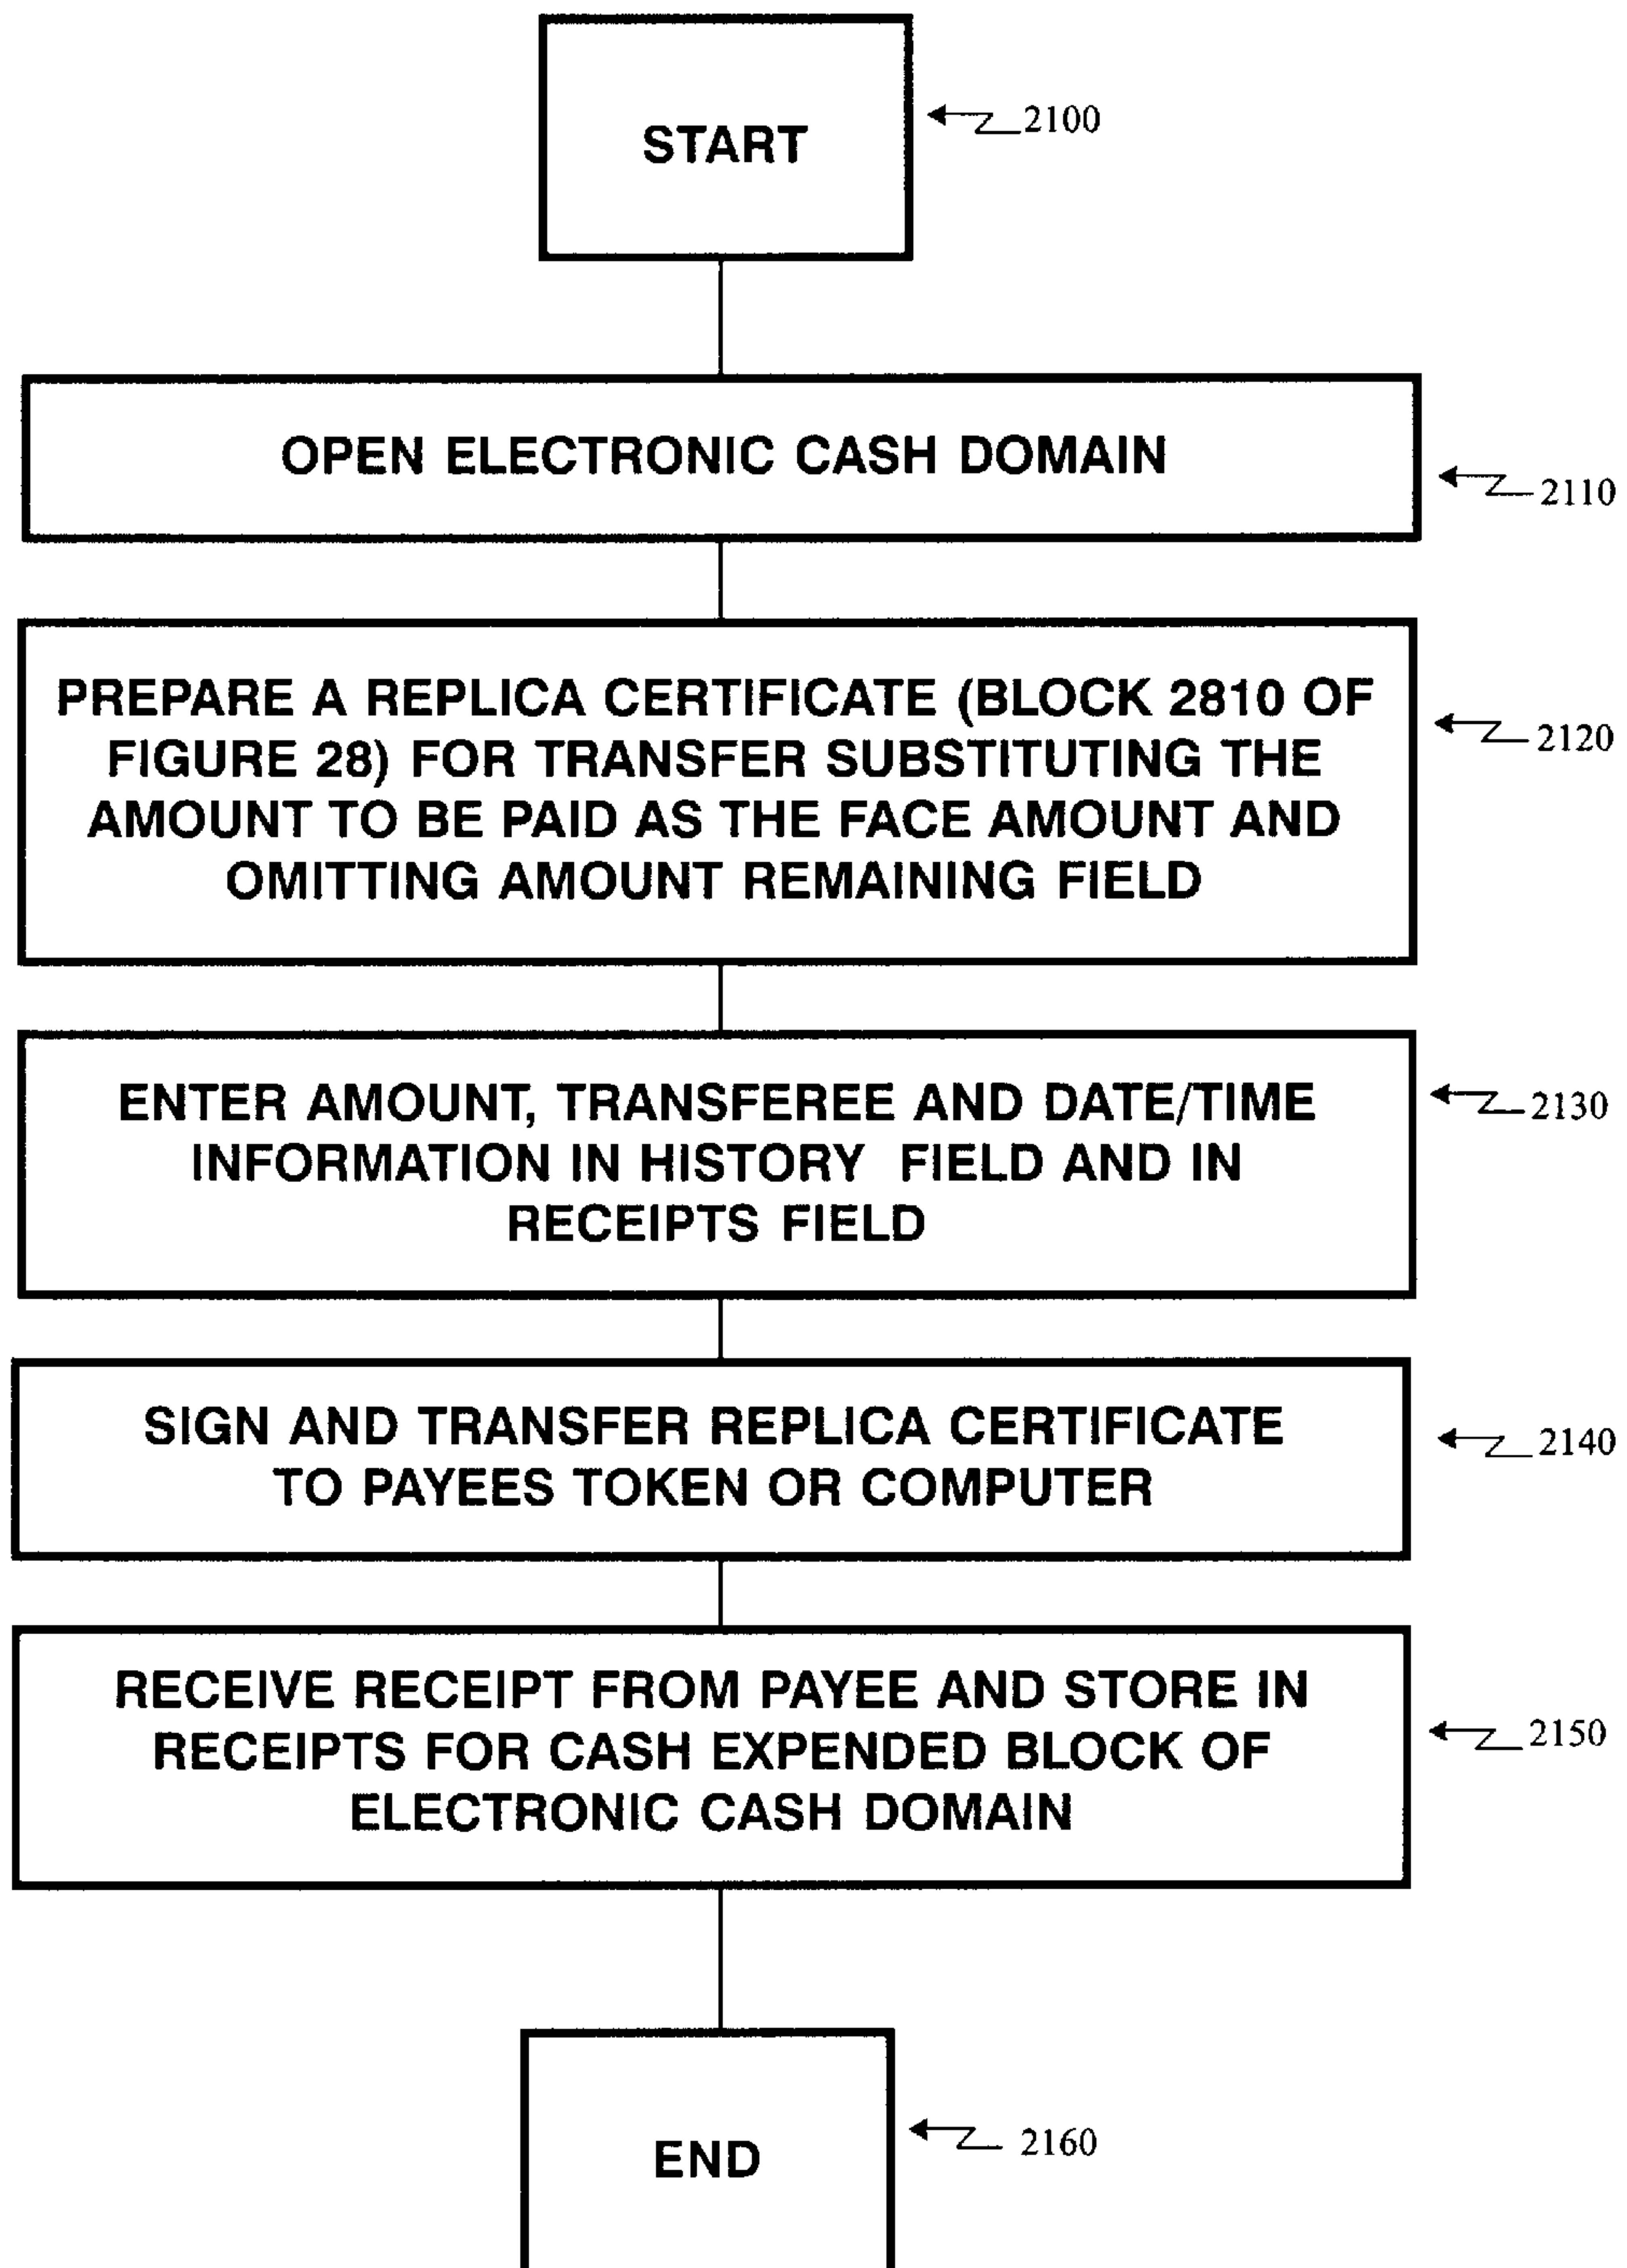 START
2100
OPEN ELECTRONIC CASH DOMAIN
2110
PREPARE A REPLICA CERTIFICATE (BLOCK 2810 OF
FIGURE 28) FOR TRANSFER SUBSTITUTING THE
AMOUNT TO BE PAID AS THE FACE AMOUNT AND
OMITTING AMOUNT REMAINING FIELD
2120
ENTER AMOUNT, TRANSFEREE AND DATE/TIME
INFORMATION IN HISTORY FIELD AND IN
RECEIPTS FIELD
2130
SIGN AND TRANSFER REPLICA CERTIFICATE
TO PAYEES TOKEN OR COMPUTER
2140
RECEIVE RECEIPT FROM PAYEE AND STORE IN
RECEIPTS FOR CASH EXPENDED BLOCK OF
ELECTRONIC CASH DOMAIN
2150
END
2160